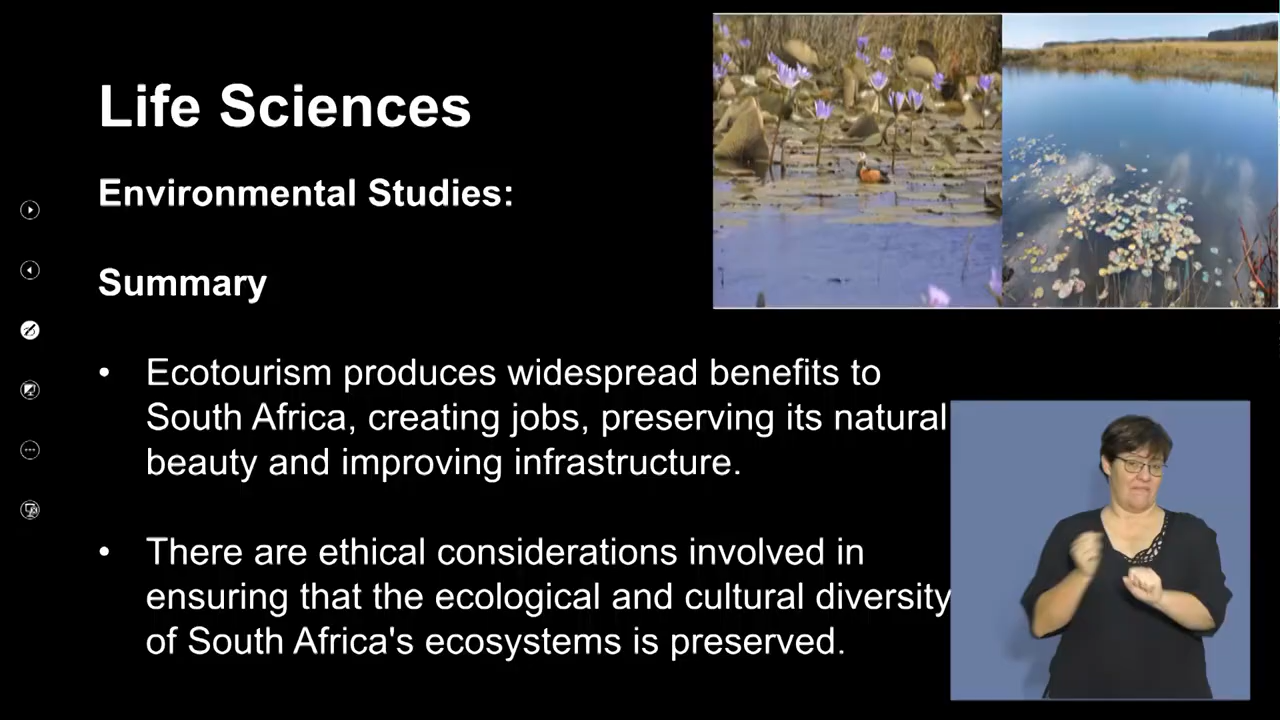 Life Sciences
Environmental Studies:
Summary
• Ecotourism produces widespread benefits to
South Africa, creating jobs, preserving its natural
beauty and improving infrastructure.
• There are ethical considerations involved in
ensuring that the ecological and cultural diversity
of South Africa's ecosystems is preserved.